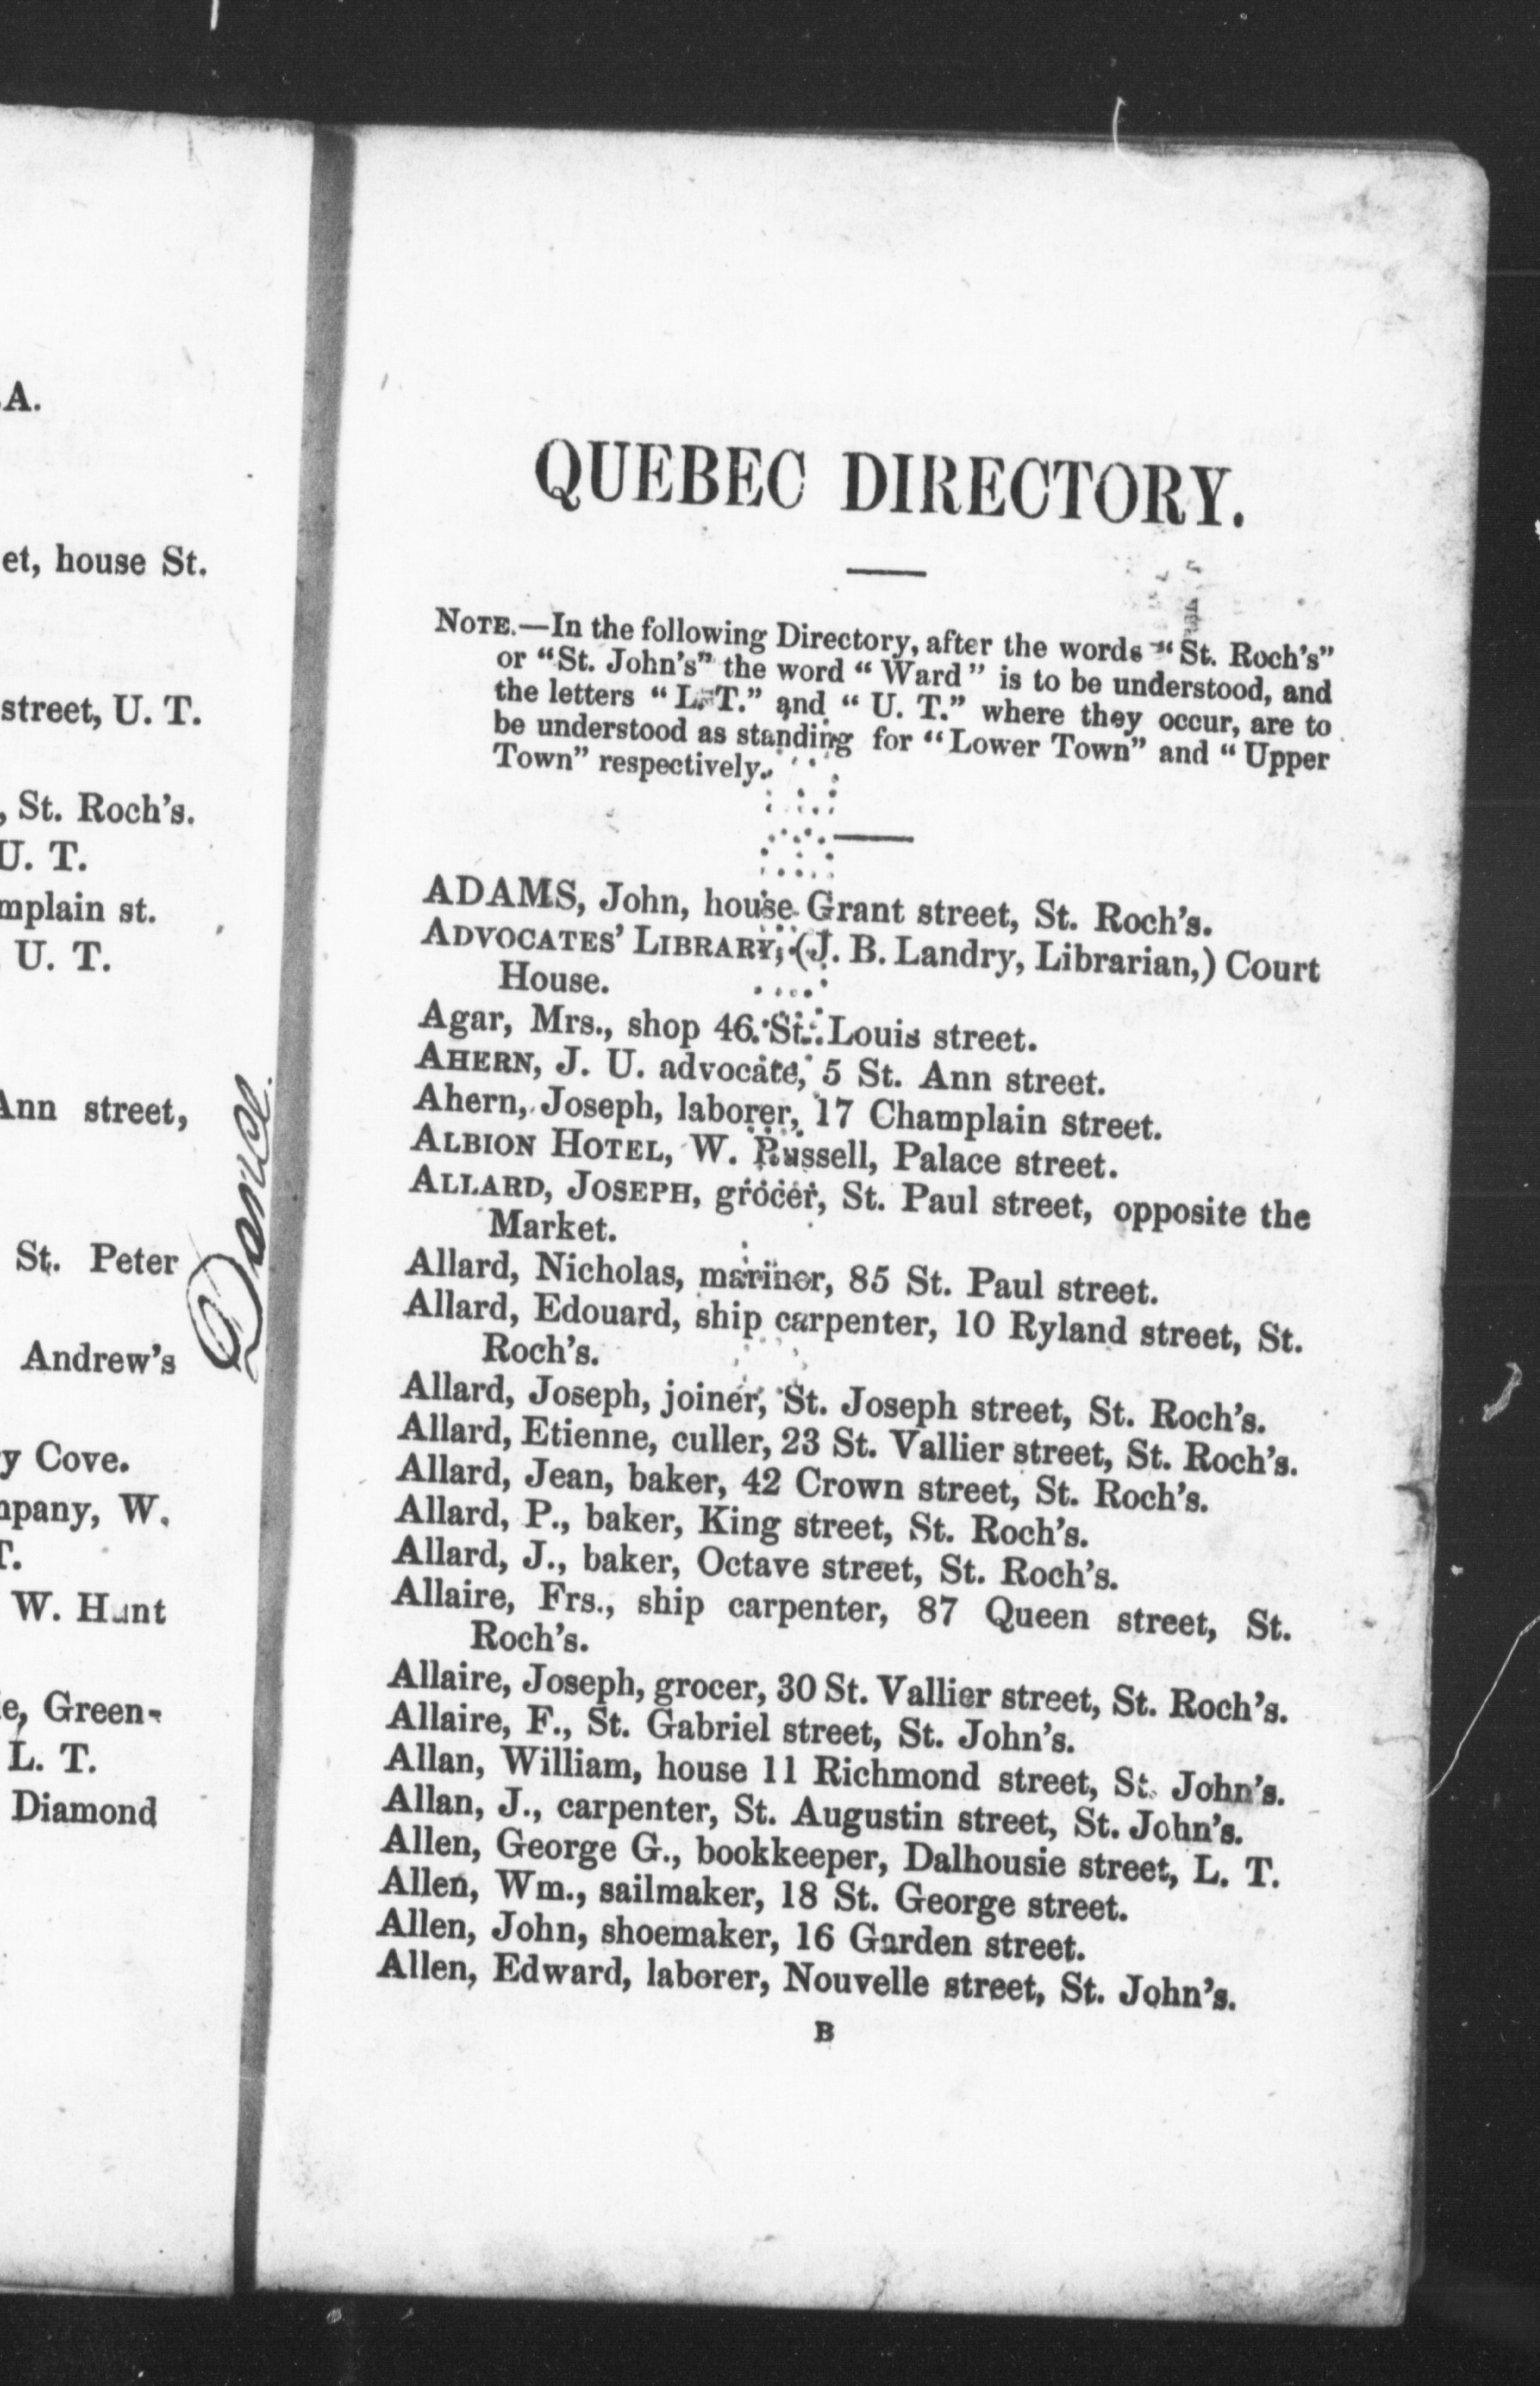 A.
et, house St.
street, U. T.
, St. Roch's.
U. T.
mplain st.
U. T.
Ann street,
St. Peter
Andrew's
y Cove.
mpany, W.
T.
W. Hunt
e, Green-
L. T.
Diamond
QUEBEC DIRECTORY.
NOTE.—In the following Directory, after the words "St. Roch's"
or "St. John's" the word "Ward" is to be understood, and
the letters "L. T." and "U. T." where they occur, are to
be understood as standing for "Lower Town" and "Upper
Town" respectively.
ADAMS, John, house Grant street, St. Roch's.
ADVOCATES' LIBRARY, (J. B. Landry, Librarian,) Court
House.
Agar, Mrs., shop 46 St. Louis street.
AHERN, J. U. advocate, 5 St. Ann street.
Ahern, Joseph, laborer, 17 Champlain street.
ALBION HOTEL, W. Russell, Palace street.
ALLARD, JOSEPH, grocer, St. Paul street, opposite the
Market.
Allard, Nicholas, mariner, 85 St. Paul street.
Allard, Edouard, ship carpenter, 10 Ryland street, St.
Roch's.
Allard, Joseph, joiner, St. Joseph street, St. Roch's.
Allard, Etienne, culler, 23 St. Vallier street, St. Roch's.
Allard, Jean, baker, 42 Crown street, St. Roch's.
Allard, P., baker, King street, St. Roch's.
Allard, J., baker, Octave street, St. Roch's.
Allaire, Frs., ship carpenter, 87 Queen street, St.
Roch's.
Allaire, Joseph, grocer, 30 St. Vallier street, St. Roch's.
Allaire, F., St. Gabriel street, St. John's.
Allan, William, house 11 Richmond street, St. John's.
Allan, J., carpenter, St. Augustin street, St. John's.
Allen, George G., bookkeeper, Dalhousie street, L. T.
Allen, Wm., sailmaker, 18 St. George street.
Allen, John, shoemaker, 16 Garden street.
Allen, Edward, laborer, Nouvelle street, St. John's.
B